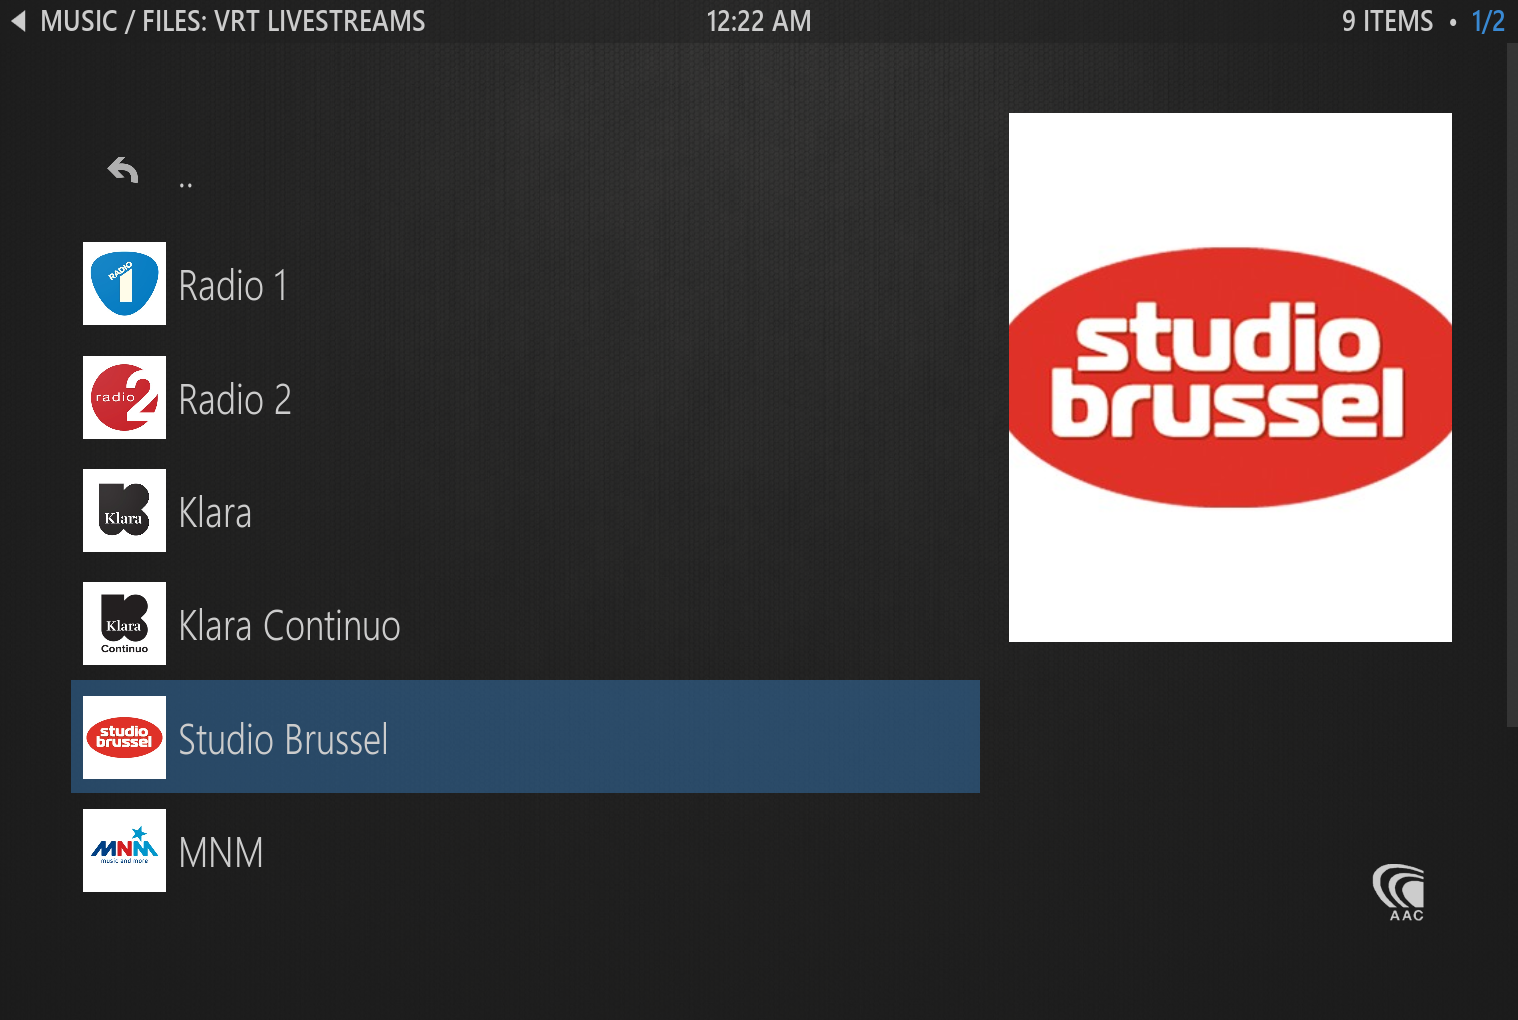 MUSIC / FILES: VRT LIVESTREAMS
12:22 AM
9 ITEMS • 1/2
..
RADIO
1
Radio 1
radio 2
Radio 2
Klara
Klara
Klara
Continuo
Klara Continuo
studio
brussel
Studio Brussel
MNM
music and more
MNM
studio
brussel
AAC